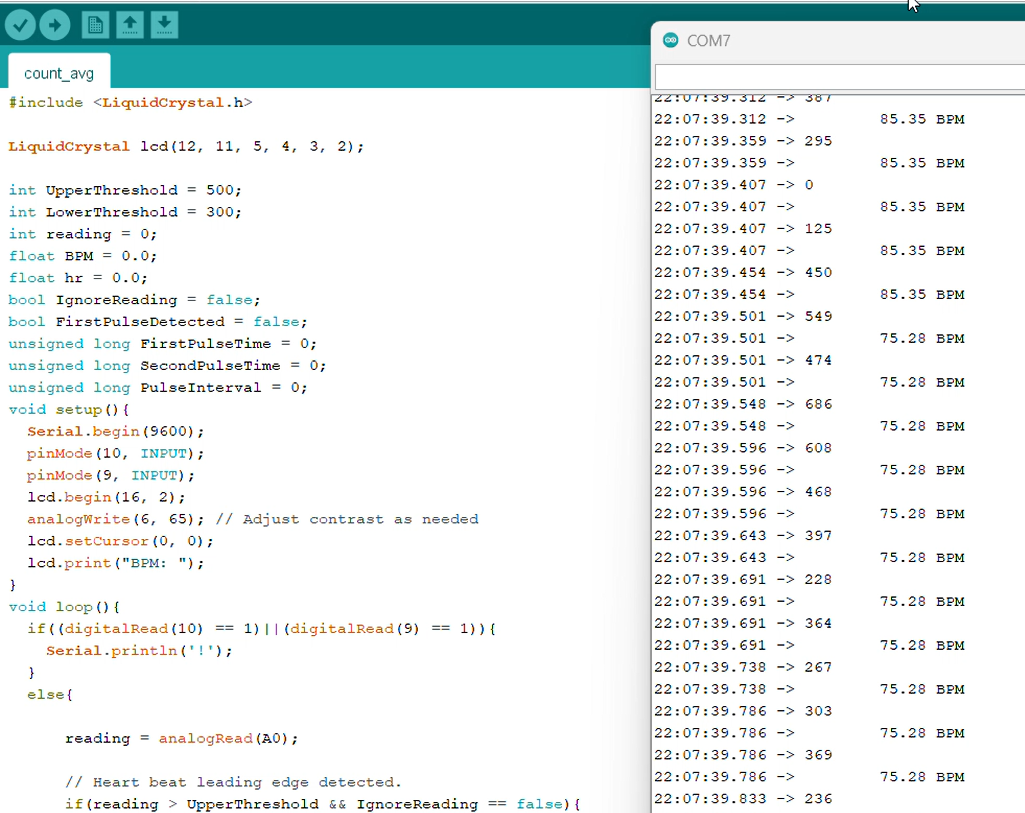 count_avg
#include <LiquidCrystal.h>
LiquidCrystal lcd(12, 11, 5, 4, 3, 2);
int UpperThreshold = 500;
int LowerThreshold = 300;
int reading = 0;
float BPM = 0.0;
float hr = 0.0;
bool IgnoreReading = false;
bool FirstPulseDetected = false;
unsigned long FirstPulseTime = 0;
unsigned long SecondPulseTime = 0;
unsigned long PulseInterval = 0;
void setup(){
Serial.begin(9600);
pinMode(10, INPUT);
pinMode(9, INPUT);
lcd.begin(16, 2);
analogWrite(6, 65); // Adjust contrast as needed
lcd.setCursor(0, 0);
lcd.print("BPM: ");
}
void loop(){
if((digitalRead(10) == 1)||(digitalRead(9) == 1)){
Serial.println('!');
}
else{
reading = analogRead(A0);
// Heart beat leading edge detected.
if(reading > UpperThreshold && IgnoreReading == false){
COM7
22:07:39.312 -> 387
22:07:39.312 -> 85.35 BPM
22:07:39.359 -> 295
22:07:39.359 -> 85.35 BPM
22:07:39.407 -> 0
22:07:39.407 -> 85.35 BPM
22:07:39.407 -> 125
22:07:39.407 -> 85.35 BPM
22:07:39.454 -> 450
22:07:39.454 -> 85.35 BPM
22:07:39.501 -> 549
22:07:39.501 -> 75.28 BPM
22:07:39.501 -> 474
22:07:39.501 -> 75.28 BPM
22:07:39.548 -> 686
22:07:39.548 -> 75.28 BPM
22:07:39.596 -> 608
22:07:39.596 -> 75.28 BPM
22:07:39.596 -> 468
22:07:39.596 -> 75.28 BPM
22:07:39.643 -> 397
22:07:39.643 -> 75.28 BPM
22:07:39.691 -> 228
22:07:39.691 -> 75.28 BPM
22:07:39.691 -> 364
22:07:39.691 -> 75.28 BPM
22:07:39.738 -> 267
22:07:39.738 -> 75.28 BPM
22:07:39.786 -> 303
22:07:39.786 -> 75.28 BPM
22:07:39.786 -> 369
22:07:39.786 -> 75.28 BPM
22:07:39.833 -> 236